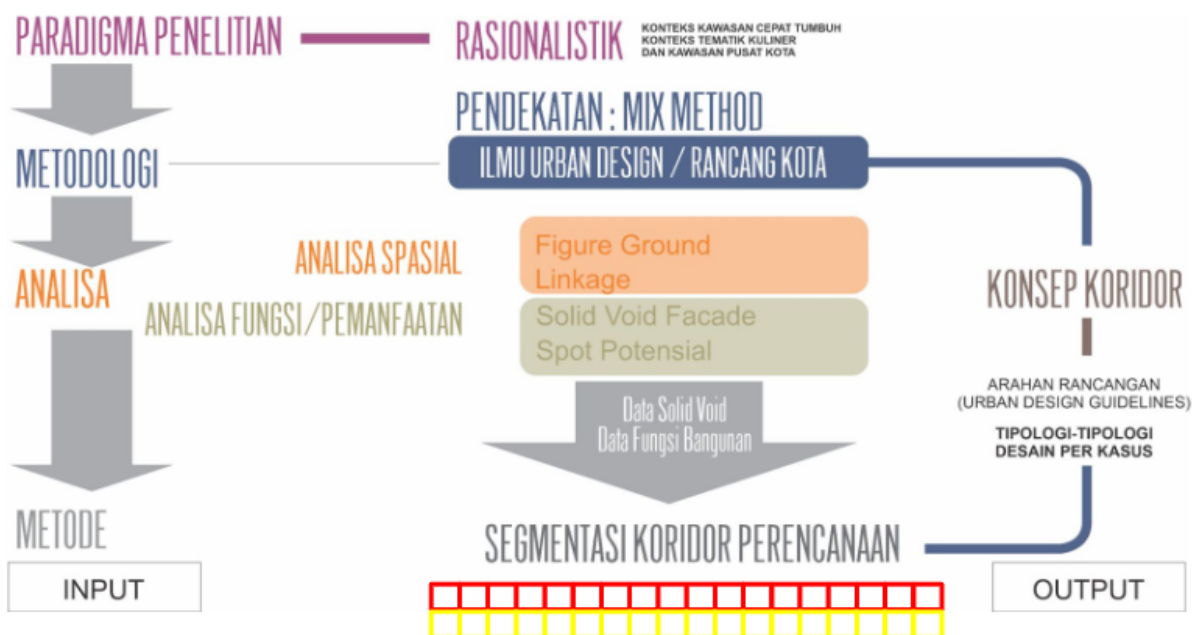 PARADIGMA PENELITIAN
RASIONALISTIK
KONTEKS KAWASAN CEPAT TUMBUH
KONTEKS TEMATIK KULINER
DAN KAWASAN PUSAT KOTA
PENDEKATAN : MIX METHOD
METODOLOGI
ILMU URBAN DESIGN / RANCANG KOTA
ANALISA SPASIAL
Figure Ground
Linkage
ANALISA
ANALISA FUNGSI/PEMANFAATAN
Solid Void Facade
Spot Potensial
KONSEP KORIDOR
Data Solid Void
Data Fungsi Bangunan
ARAHAN RANCANGAN
(URBAN DESIGN GUIDELINES)
TIPOLOGI-TIPOLOGI
DESAIN PER KASUS
METODE
SEGMENTASI KORIDOR PERENCANAAN
INPUT
OUTPUT